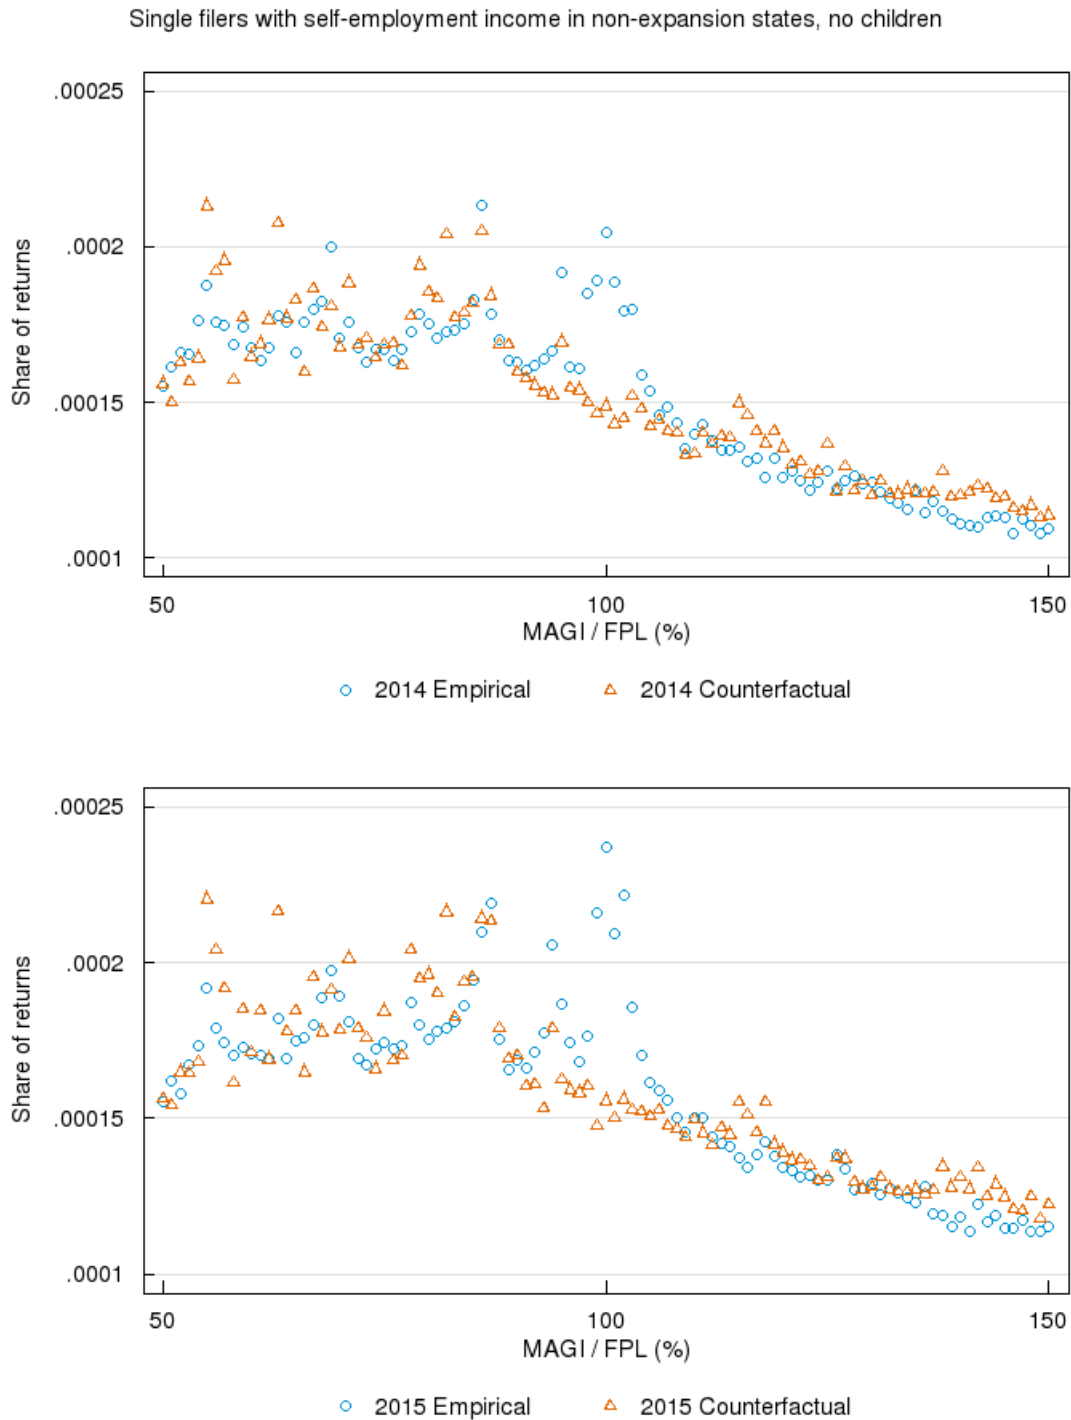 Single filers with self-employment income in non-expansion states, no children
.00025
.0002
.00015
.0001
Share of returns
50 100 150
MAGI / FPL (%)
2014 Empirical 2014 Counterfactual
.00025
.0002
.00015
.0001
Share of returns
50 100 150
MAGI / FPL (%)
2015 Empirical 2015 Counterfactual